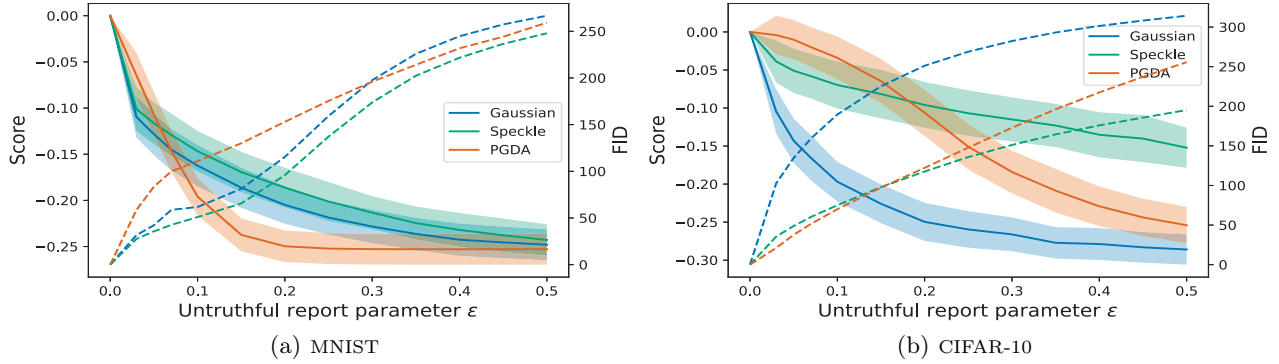 0.00
−0.05
−0.10
−0.15
−0.20
−0.25
Score
250
200
150
100
50
0
FID
Gaussian
Speckle
PGDA
0.0 0.1 0.2 0.3 0.4 0.5
Untruthful report parameter ε
(a) MNIST
0.00
−0.05
−0.10
−0.15
−0.20
−0.25
−0.30
Score
300
250
200
150
100
50
0
FID
Gaussian
Speckle
PGDA
0.0 0.1 0.2 0.3 0.4 0.5
Untruthful report parameter ε
(b) CIFAR-10